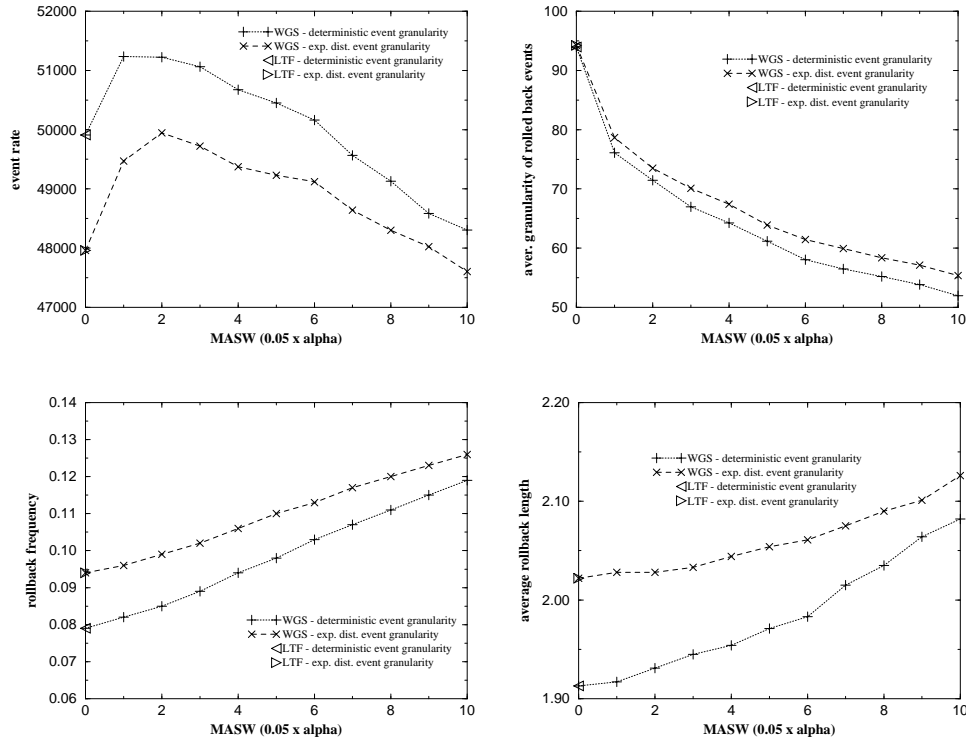 52000
51000
50000
49000
48000
47000
event rate
WGS - deterministic event granularity
WGS - exp. dist. event granularity
LTF - deterministic event granularity
LTF - exp. dist. event granularity
0 2 4 6 8 10
MASW (0.05 x alpha)
100
90
80
70
60
50
aver. granularity of rolled back events
WGS - deterministic event granularity
WGS - exp. dist. event granularity
LTF - deterministic event granularity
LTF - exp. dist. event granularity
0 2 4 6 8 10
MASW (0.05 x alpha)
0.14
0.13
0.12
0.11
0.10
0.09
0.08
0.07
0.06
rollback frequency
WGS - deterministic event granularity
WGS - exp. dist. event granularity
LTF - deterministic event granularity
LTF - exp. dist. event granularity
0 2 4 6 8 10
MASW (0.05 x alpha)
2.20
2.10
2.00
1.90
average rollback length
WGS - deterministic event granularity
WGS - exp. dist. event granularity
LTF - deterministic event granularity
LTF - exp. dist. event granularity
0 2 4 6 8 10
MASW (0.05 x alpha)